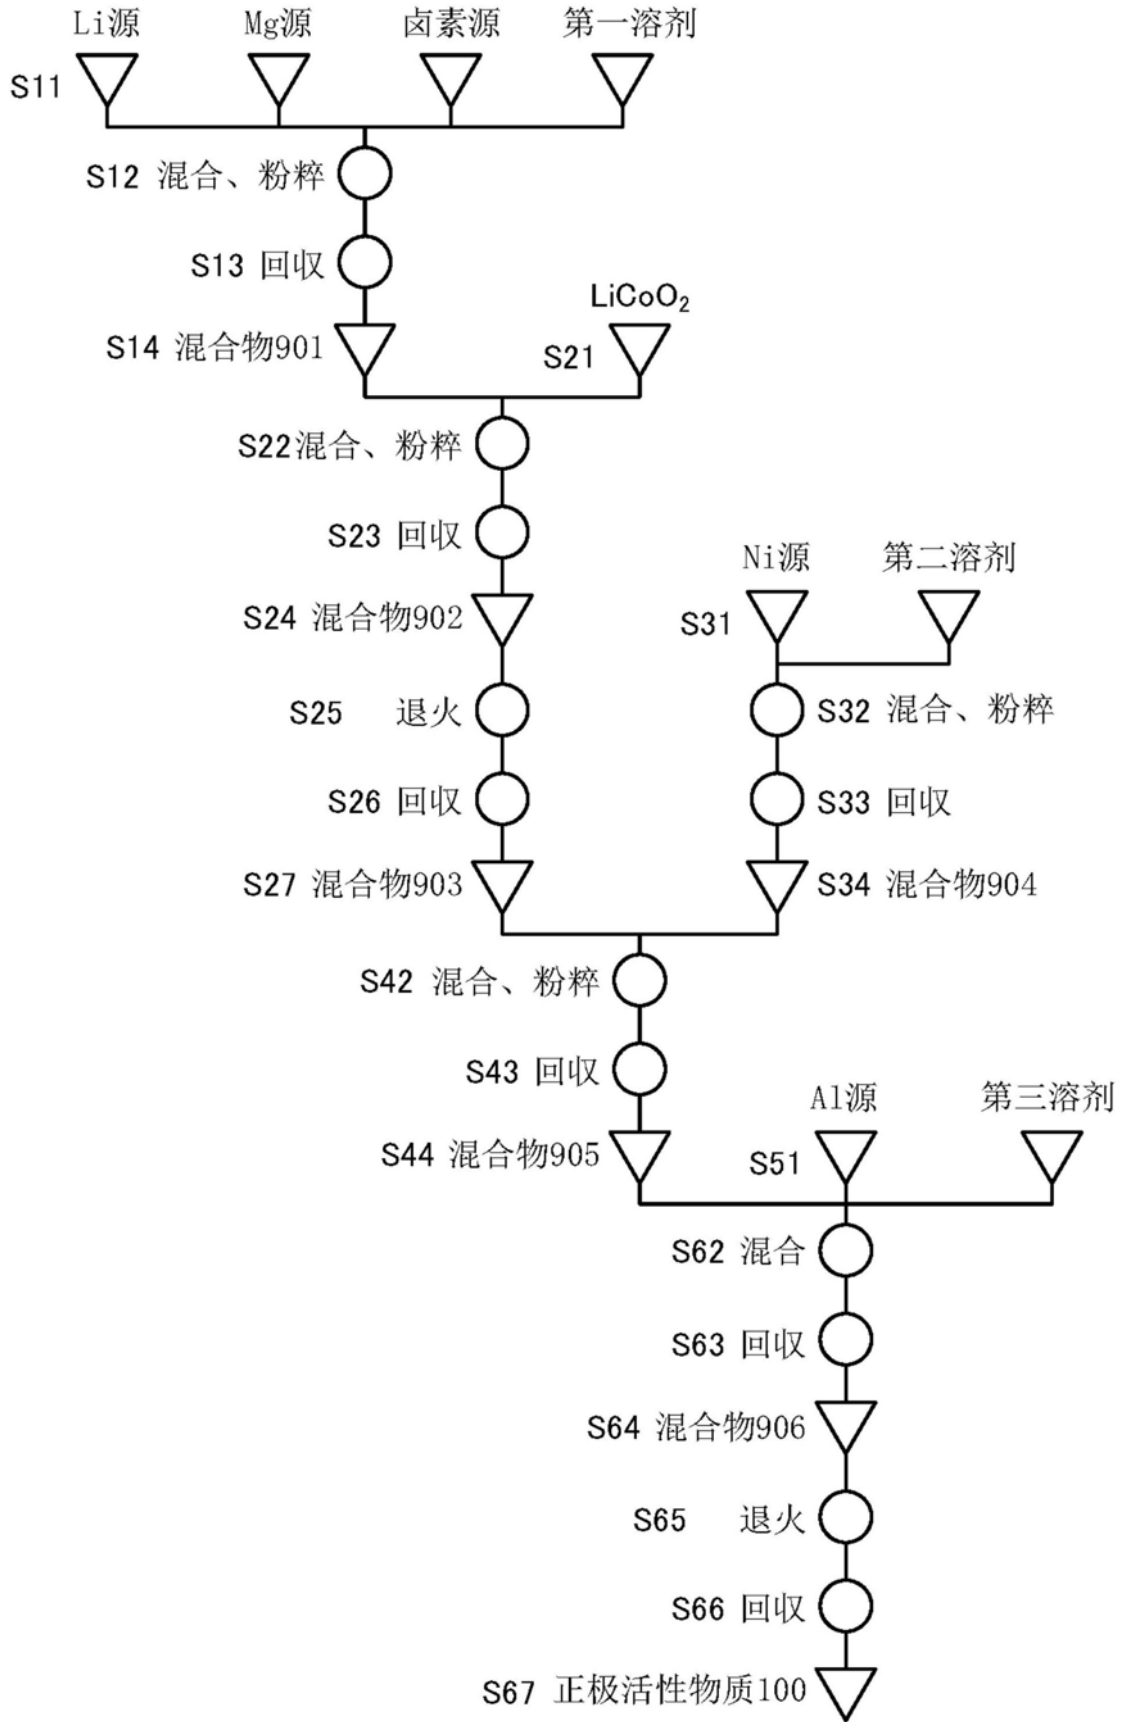 Li源 Mg源 卤素源 第一溶剂
S11
S12 混合、粉粹
S13 回收
LiCoO₂
S14 混合物901
S21
S22混合、粉粹
S23 回收
Ni源 第二溶剂
S24 混合物902
S31
S25 退火
S32 混合、粉粹
S26 回收
S33 回收
S27 混合物903
S34 混合物904
S42 混合、粉粹
S43 回收
Al源 第三溶剂
S44 混合物905
S51
S62 混合
S63 回收
S64 混合物906
S65 退火
S66 回收
S67 正极活性物质100